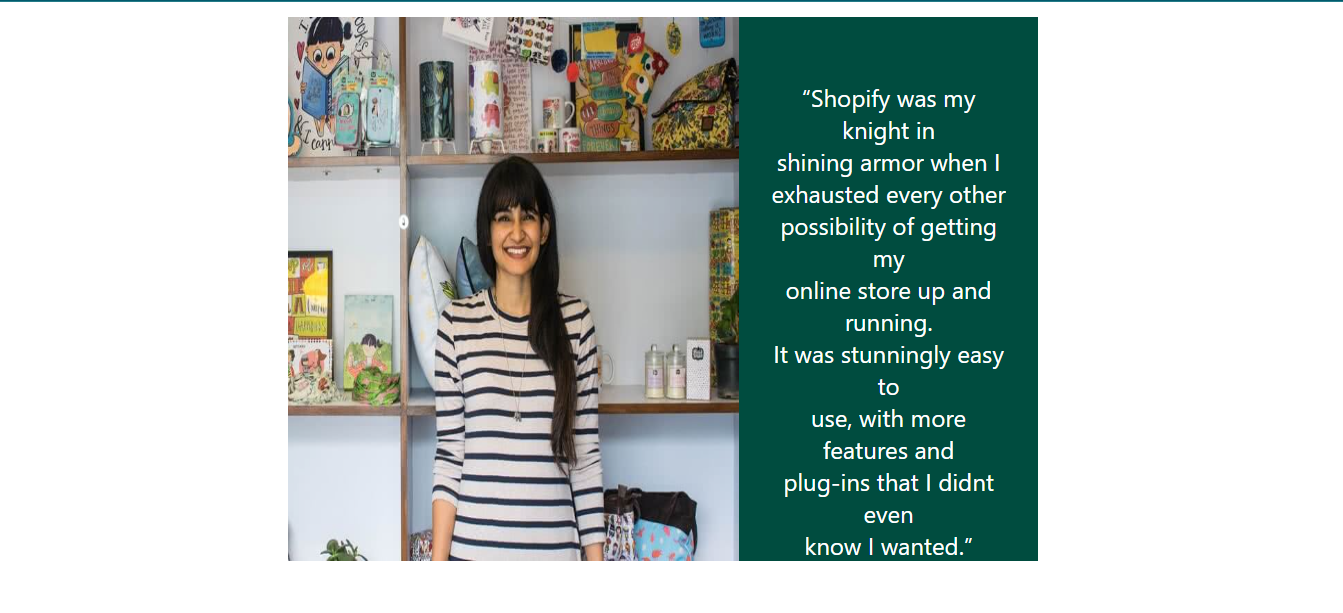 “Shopify was my
knight in
shining armor when I
exhausted every other
possibility of getting
my
online store up and
running.
It was stunningly easy
to
use, with more
features and
plug-ins that I didnt
even
know I wanted.”